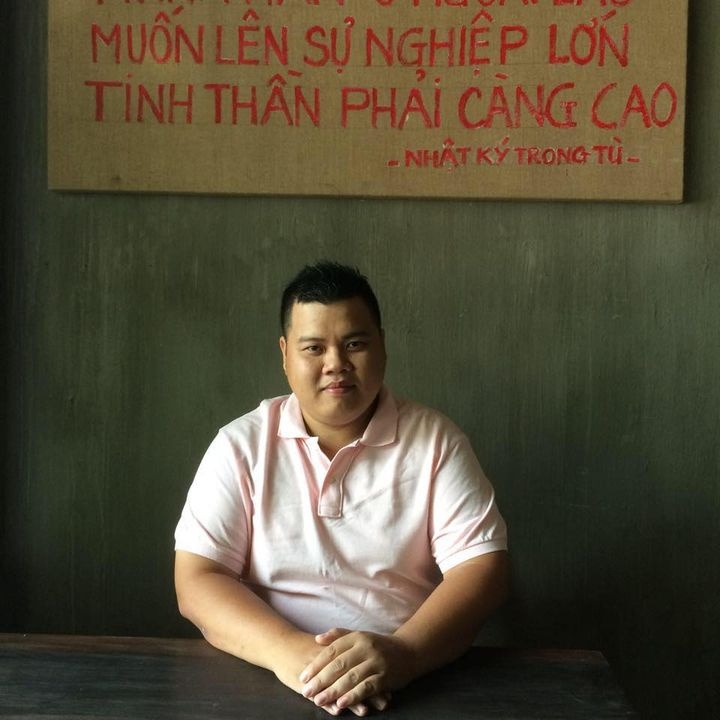 MUỐN LÊN SỰ NGHIỆP LỚN
TINH THẦN PHẢI CÀNG CAO
- NHẬT KÝ TRONG TÙ -